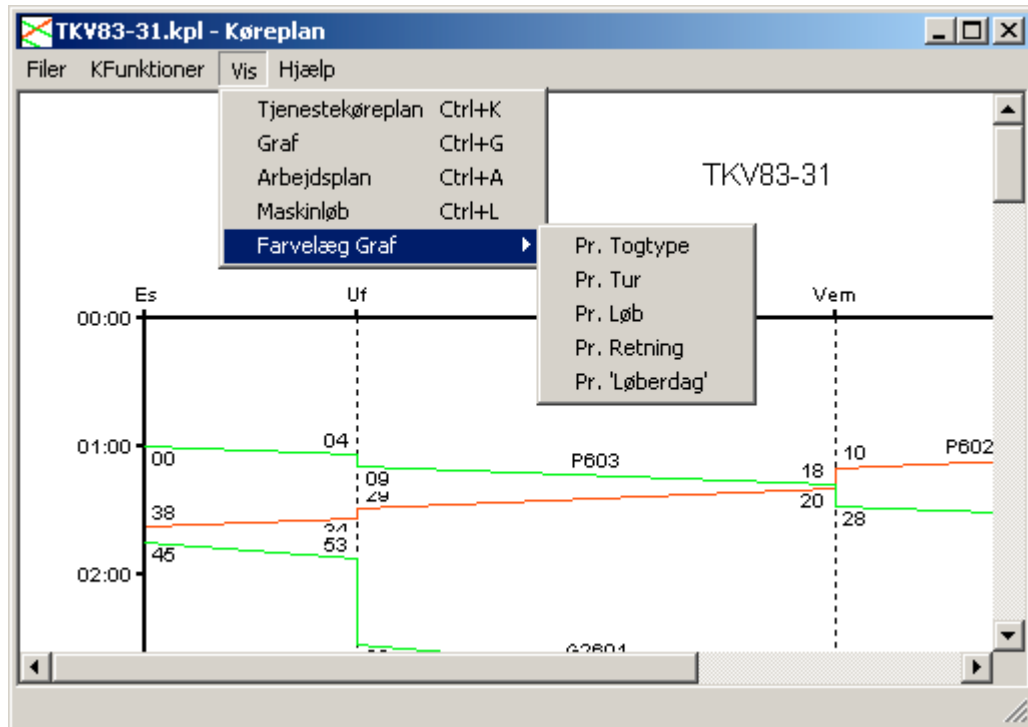 TKV83-31.kpl - Køreplan
Filer KFunktioner Vis Hjælp
Tjenestekøreplan Ctrl+K
Graf Ctrl+G
Arbejdsplan Ctrl+A
Maskinløb Ctrl+L
Farvelæg Graf
Pr. Togtype
Pr. Tur
Pr. Løb
Pr. Retning
Pr. 'Løberdag'
TKV83-31
Es Uf Vem
00:00
01:00
00
04
09
P603
18
10
P602
29
20
28
38
34
45
53
02:00
G2601